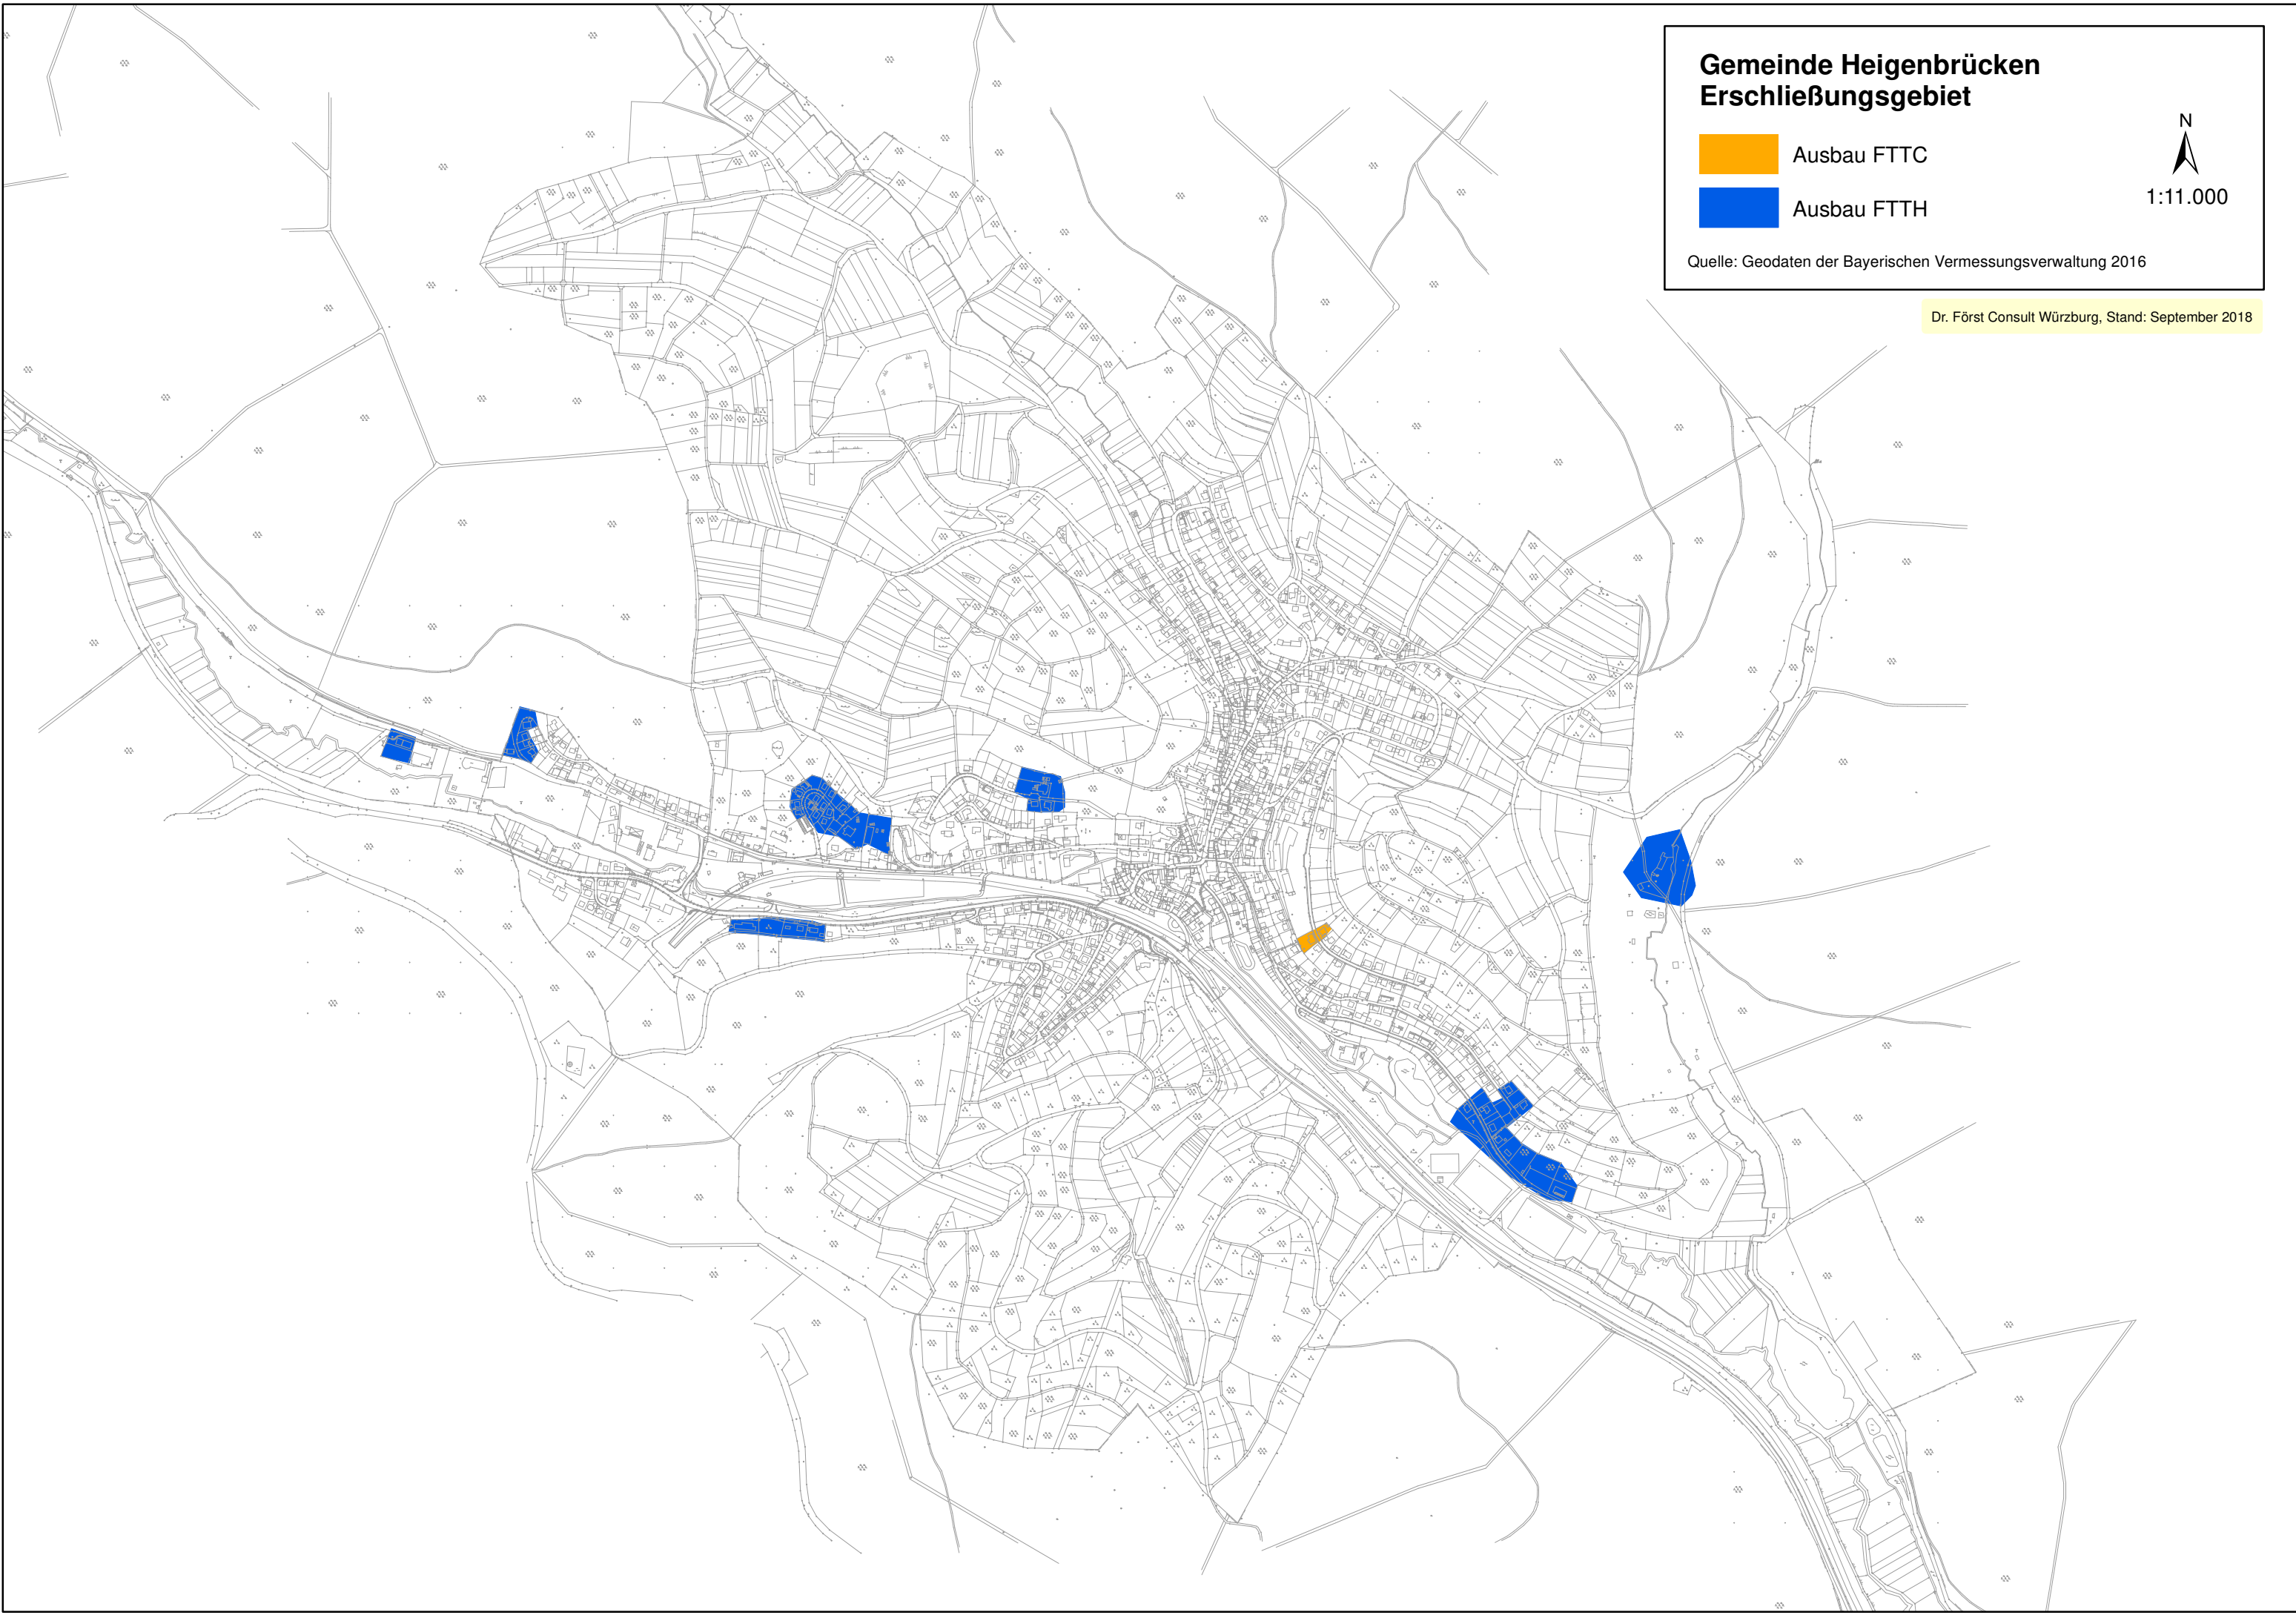 Gemeinde Heigenbrücken
Erschließungsgebiet
Ausbau FTTC
Ausbau FTTH
N
1:11.000
Quelle: Geodaten der Bayerischen Vermessungsverwaltung 2016
Dr. Först Consult Würzburg, Stand: September 2018